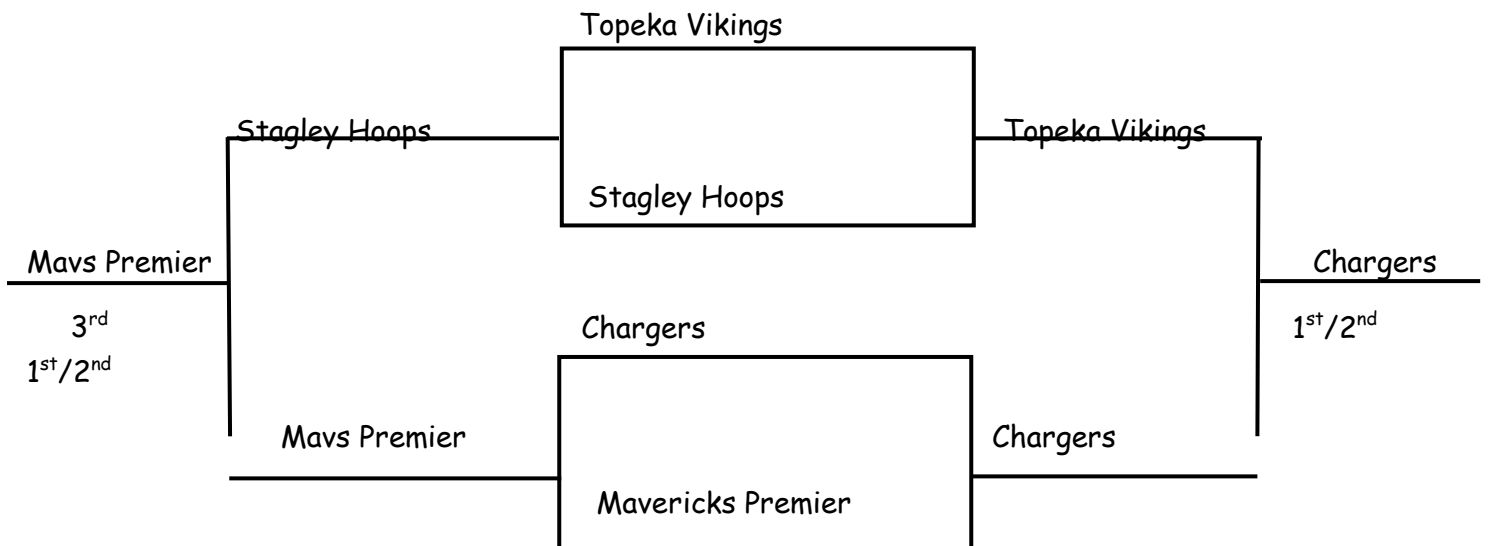 Topeka Vikings
Stagley Hoops
Topeka Vikings
Stagley Hoops
Mavs Premier
Chargers
3rd
1st/2nd
1st/2nd
Chargers
Mavs Premier
Chargers
Mavericks Premier